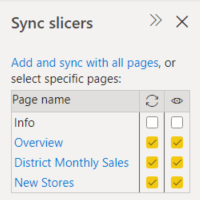 Sync slicers
Add and sync with all pages, or
select specific pages:
Page name
Info
Overview
District Monthly Sales
New Stores